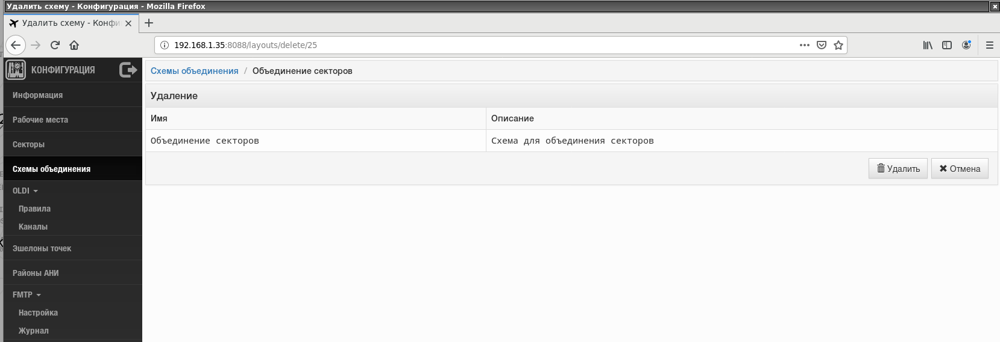 Удалить схему - Конфигурация - Mozilla Firefox
Удалить схему - Конфи
192.168.1.35:8088/layouts/delete/25
КОНФИГУРАЦИЯ
Информация
Рабочие места
Секторы
Схемы объединения
OLDI
Правила
Каналы
Эшелоны точек
Районы АНИ
FMTP
Настройка
Журнал
Схемы объединения / Объединение секторов
Удаление
Имя Описание
Объединение секторов Схема для объединения секторов
Удалить Отмена